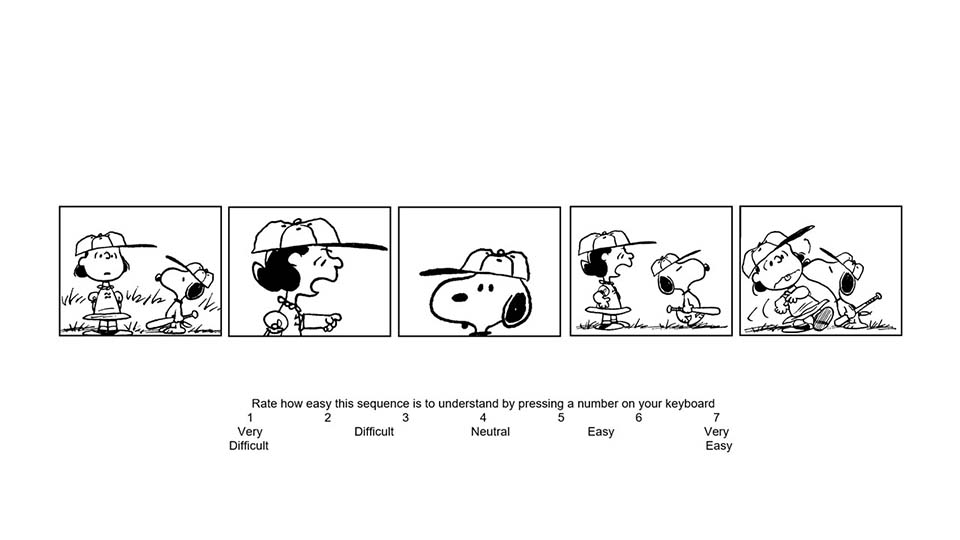 Rate how easy this sequence is to understand by pressing a number on your keyboard
1 2 3 4 5 6 7
Very Difficult Neutral Easy Very
Difficult Easy